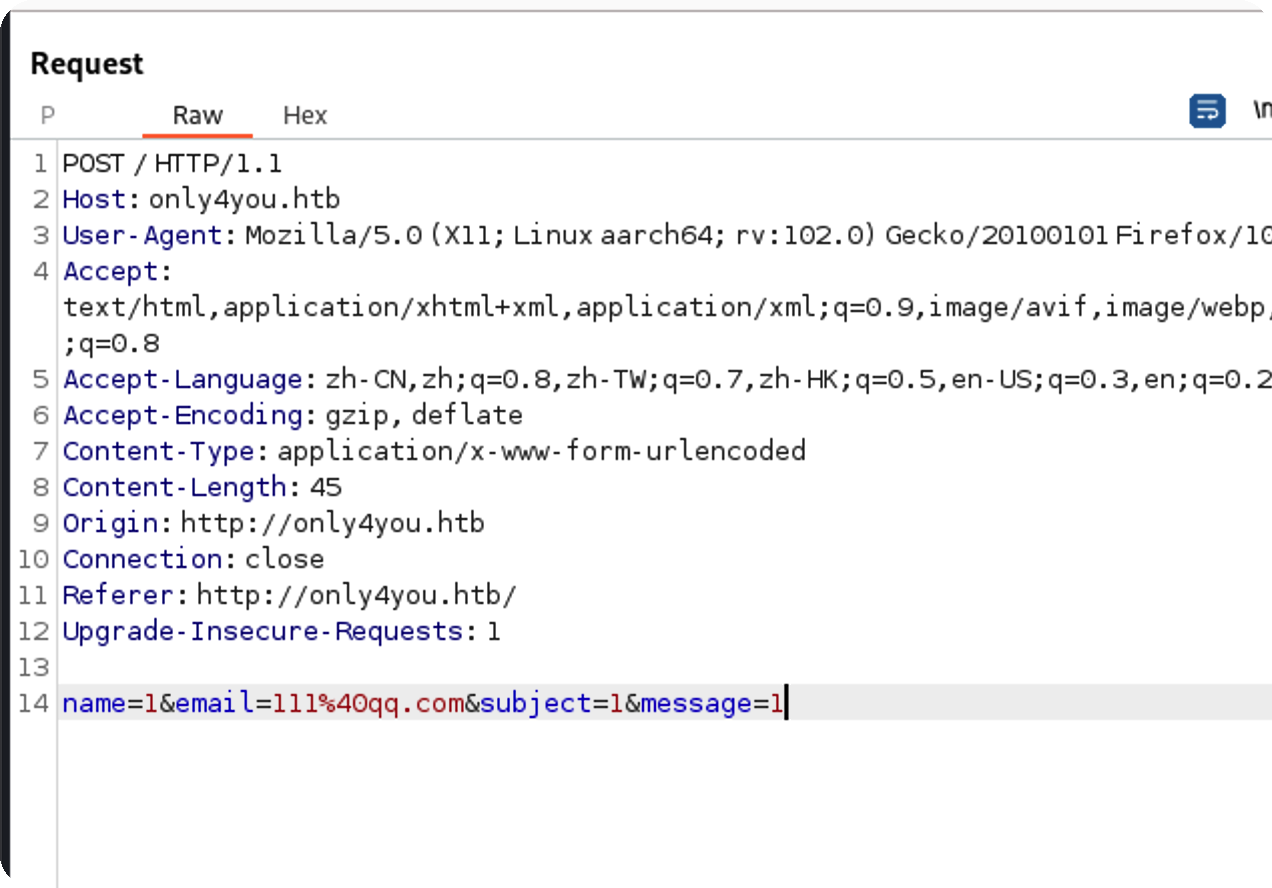 Request
P Raw Hex \n
1 POST / HTTP/1.1
2 Host: only4you.htb
3 User-Agent: Mozilla/5.0 (X11; Linux aarch64; rv:102.0) Gecko/20100101 Firefox/10
4 Accept:
text/html,application/xhtml+xml,application/xml;q=0.9,image/avif,image/webp,
;q=0.8
5 Accept-Language: zh-CN,zh;q=0.8,zh-TW;q=0.7,zh-HK;q=0.5,en-US;q=0.3,en;q=0.2
6 Accept-Encoding: gzip, deflate
7 Content-Type: application/x-www-form-urlencoded
8 Content-Length: 45
9 Origin: http://only4you.htb
10 Connection: close
11 Referer: http://only4you.htb/
12 Upgrade-Insecure-Requests: 1
13
14 name=1&email=111%40qq.com&subject=1&message=1